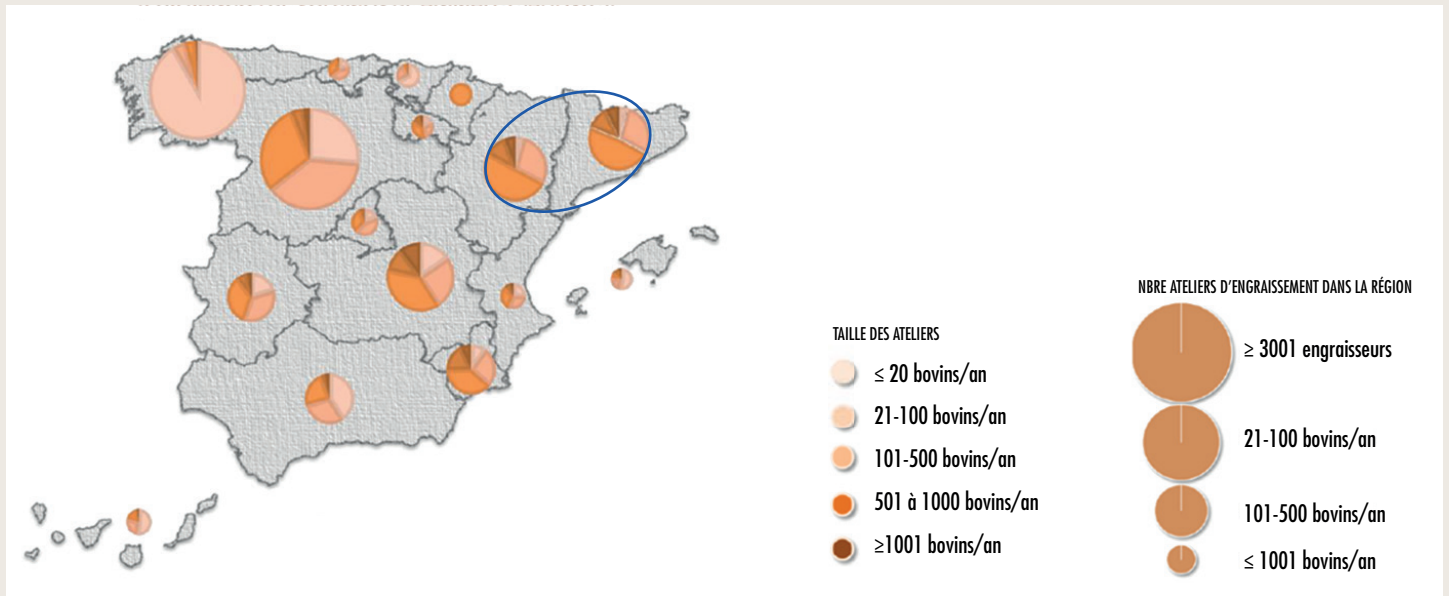 TAILLE DES ATELIERS
≤ 20 bovins/an
21-100 bovins/an
101-500 bovins/an
501 à 1000 bovins/an
≥1001 bovins/an
NBRE ATELIERS D'ENGRAISSEMENT DANS LA RÉGION
≥ 3001 engraisseurs
21-100 bovins/an
101-500 bovins/an
≤ 1001 bovins/an